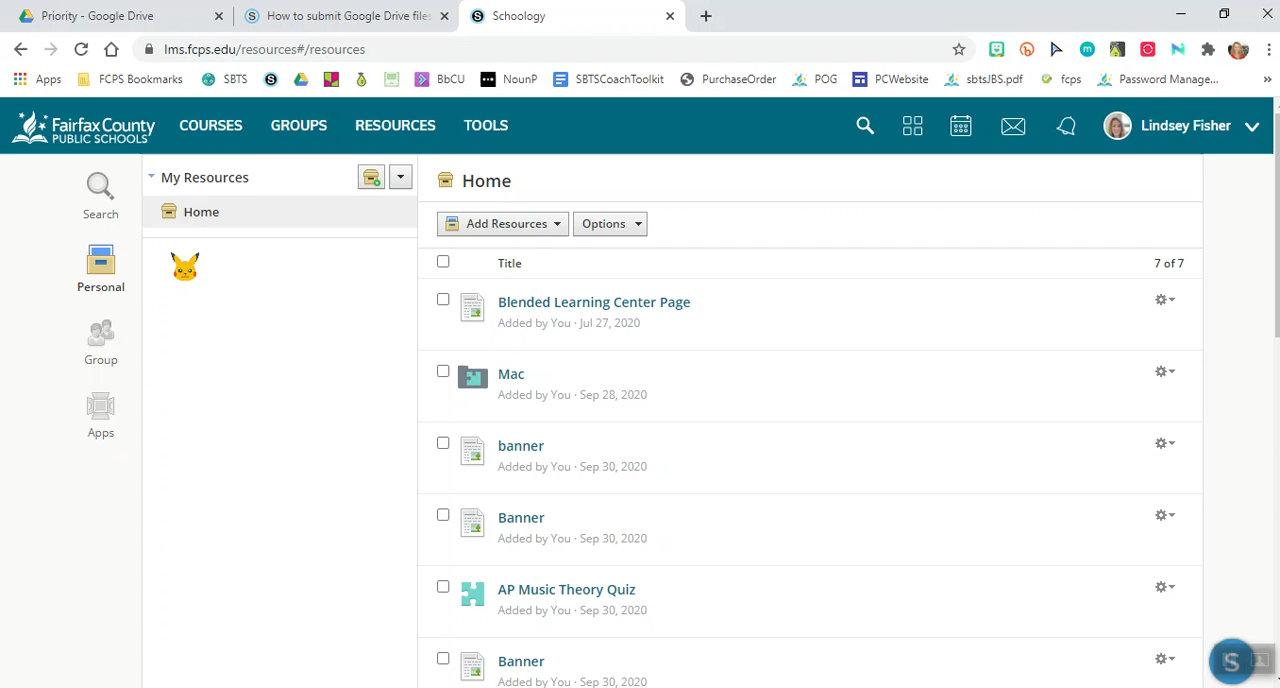 Priority - Google Drive
How to submit Google Drive files
Schoology
lms.fcps.edu/resources#/resources
Apps FCPS Bookmarks SBTS BbCU NounP SBTSCoachToolkit PurchaseOrder POG PCWebsite sbtsJBS.pdf fcps Password Manage...
Fairfax County
PUBLIC SCHOOLS
COURSES GROUPS RESOURCES TOOLS Lindsey Fisher
Search
Personal
Group
Apps
My Resources
Home
Home
Add Resources Options
Title 7 of 7
Blended Learning Center Page
Added by You · Jul 27, 2020
Mac
Added by You · Sep 28, 2020
banner
Added by You · Sep 30, 2020
Banner
Added by You · Sep 30, 2020
AP Music Theory Quiz
Added by You · Sep 30, 2020
Banner
Added by You · Sep 30, 2020
S